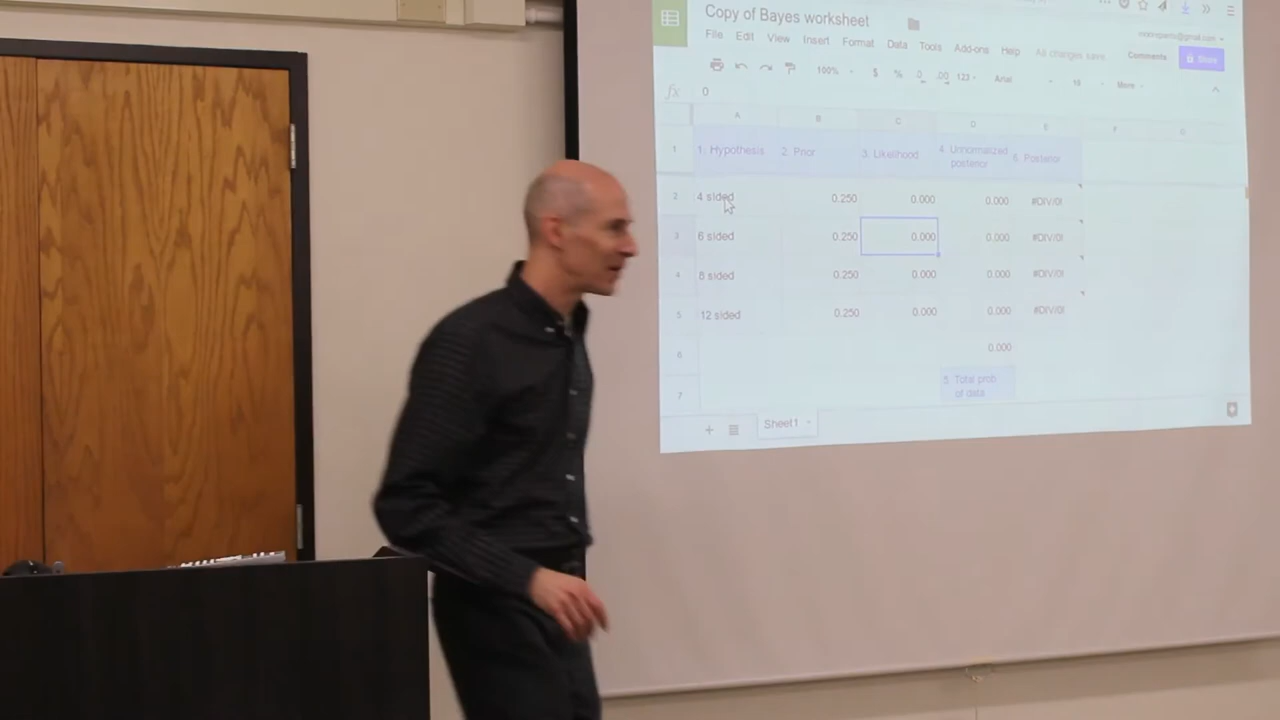 Copy of Bayes worksheet
File Edit View Insert Format Data Tools Add-ons Help
Comments
Share
100% $ % .0 .00 123 Arial 10 More
fx 0
A B C D E F G
1 1: Hypothesis 2. Prior 3. Likelihood 4. Unnormalized posterior 6. Posterior
2 4 sided 0.250 0.000 0.000 #DIV/0!
3 6 sided 0.250 0.000 0.000 #DIV/0!
4 8 sided 0.250 0.000 0.000 #DIV/0!
5 12 sided 0.250 0.000 0.000 #DIV/0!
6 0.000
7 5. Total prob of data
+ Sheet1